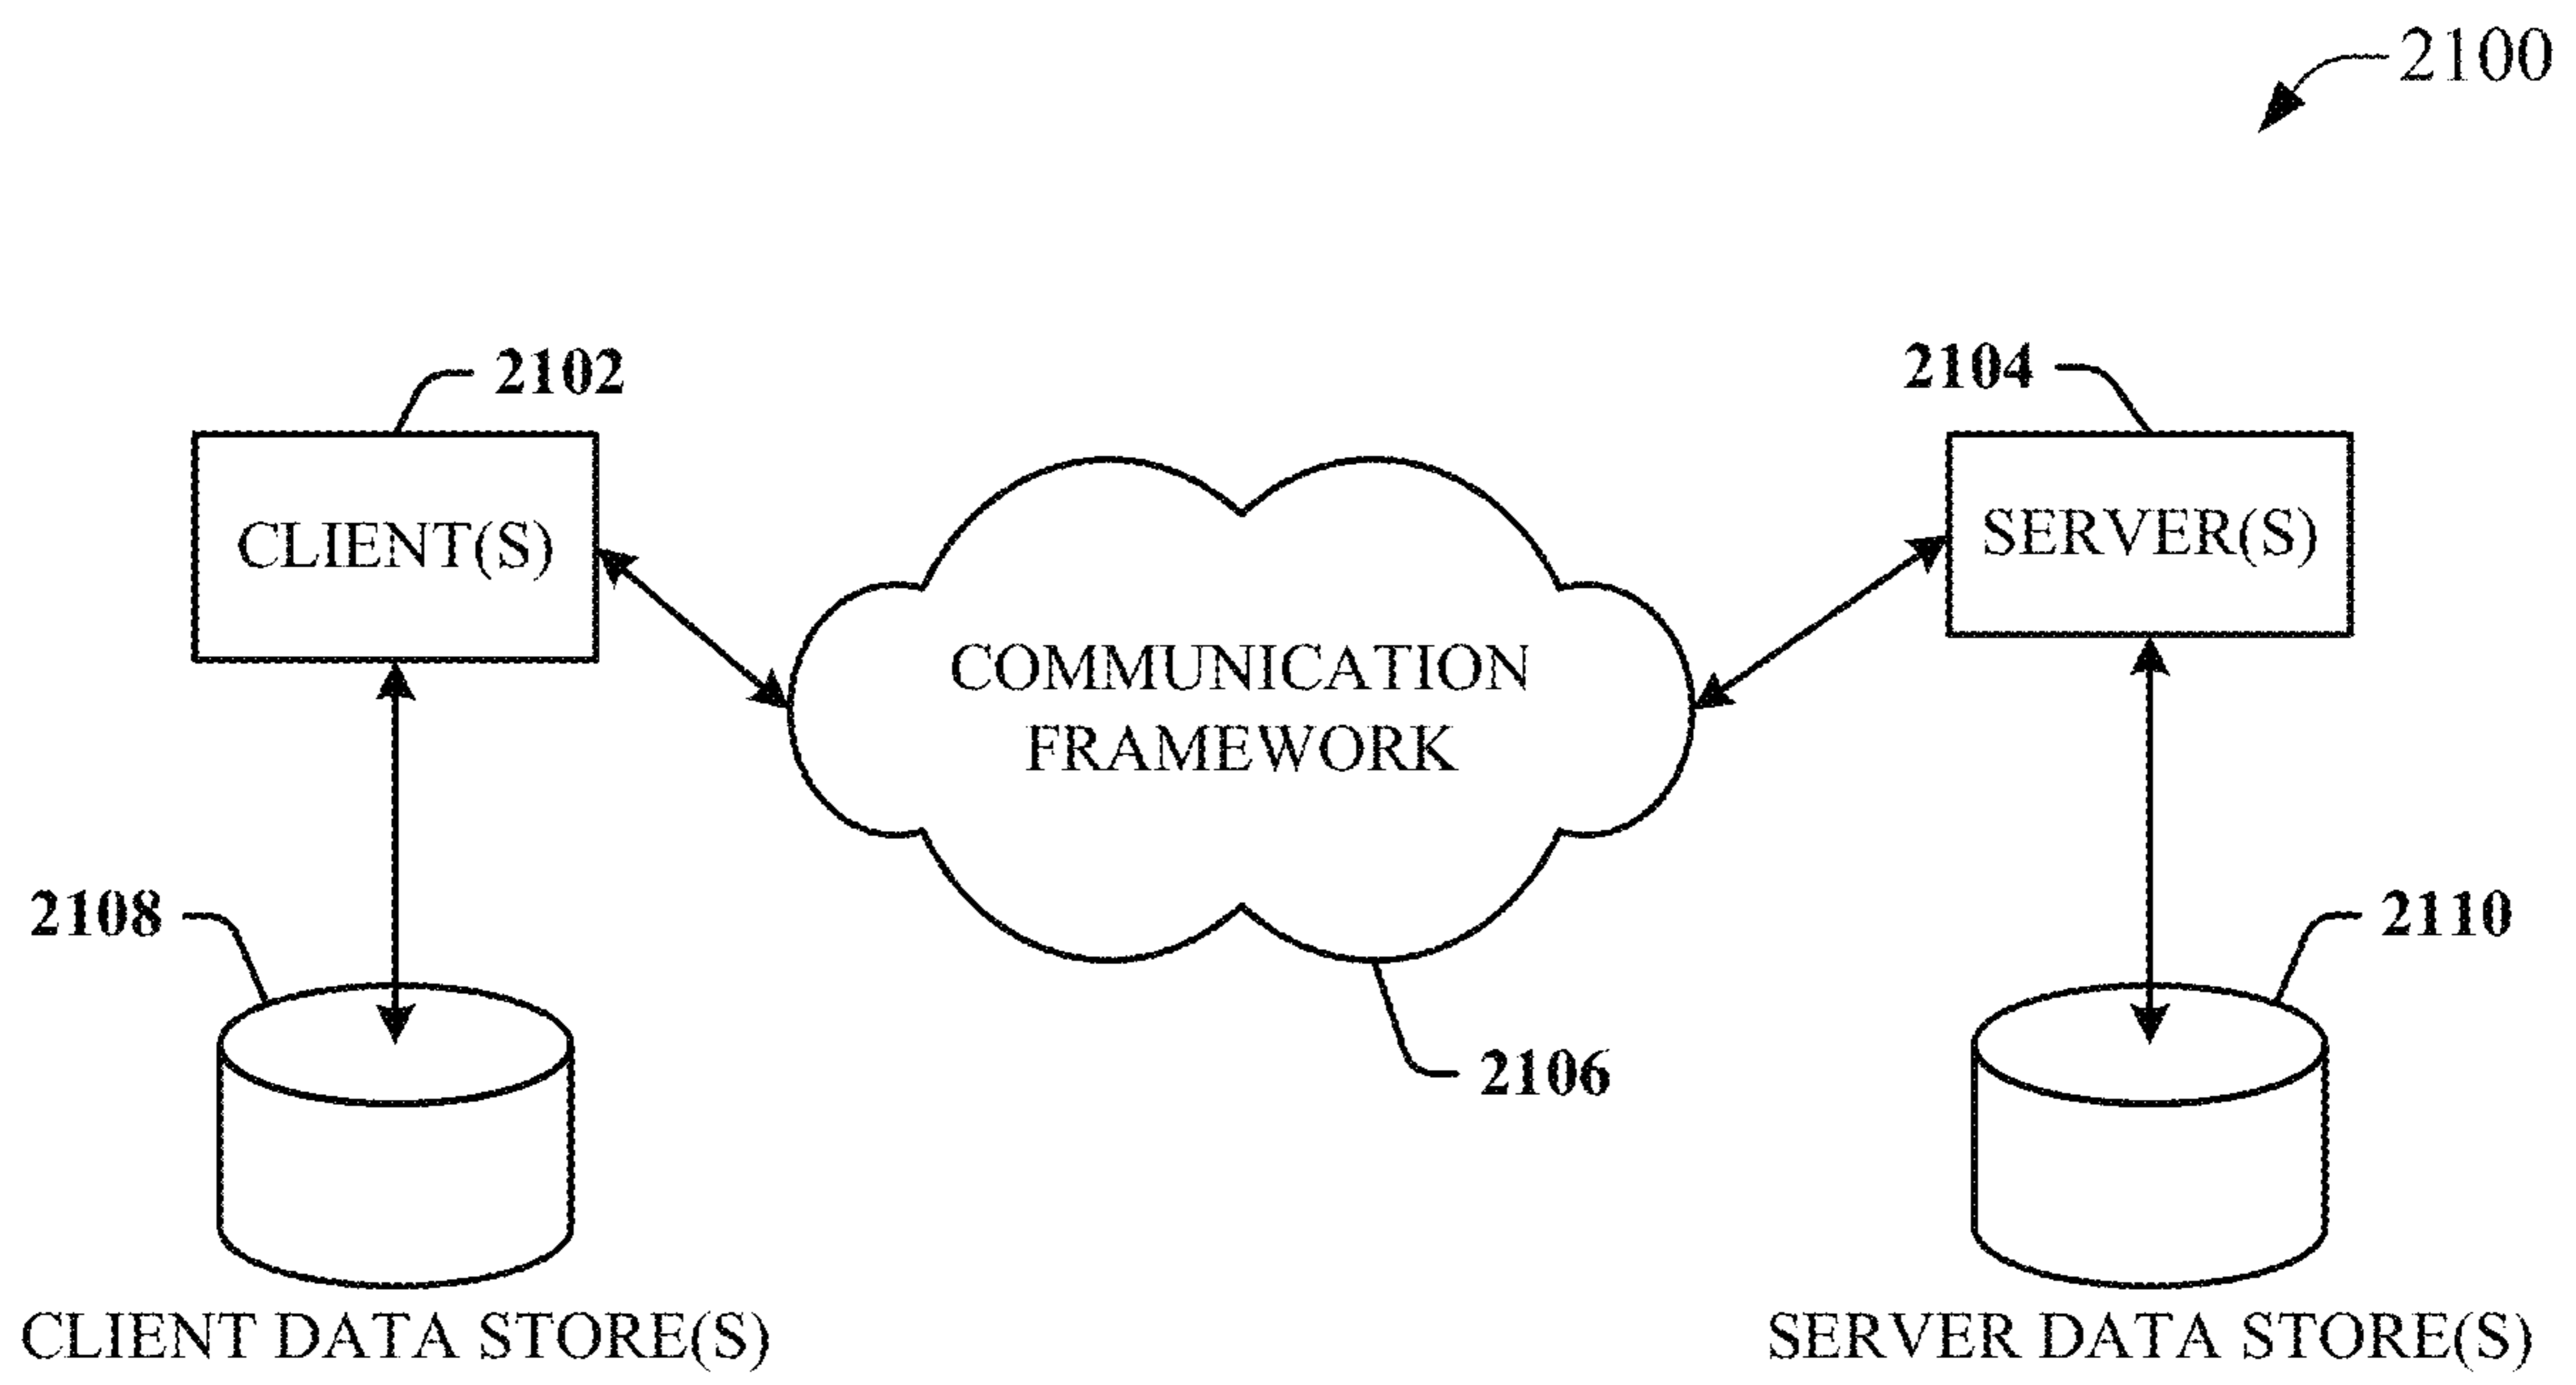 2100
2102
2104
CLIENT(S)
SERVER(S)
COMMUNICATION
FRAMEWORK
2108
2110
2106
CLIENT DATA STORE(S)
SERVER DATA STORE(S)